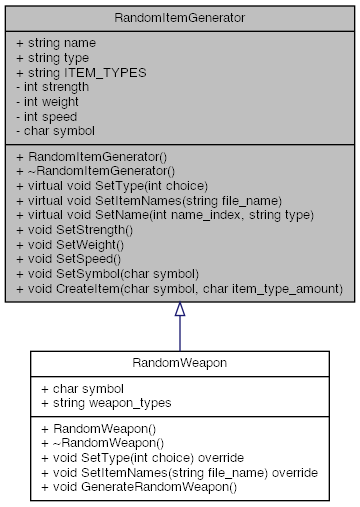 RandomItemGenerator
+ string name
+ string type
+ string ITEM_TYPES
- int strength
- int weight
- int speed
- char symbol
+ RandomItemGenerator()
+ ~RandomItemGenerator()
+ virtual void SetType(int choice)
+ virtual void SetItemNames(string file_name)
+ virtual void SetName(int name_index, string type)
+ void SetStrength()
+ void SetWeight()
+ void SetSpeed()
+ void SetSymbol(char symbol)
+ void CreateItem(char symbol, char item_type_amount)
RandomWeapon
+ char symbol
+ string weapon_types
+ RandomWeapon()
+ ~RandomWeapon()
+ void SetType(int choice) override
+ void SetItemNames(string file_name) override
+ void GenerateRandomWeapon()